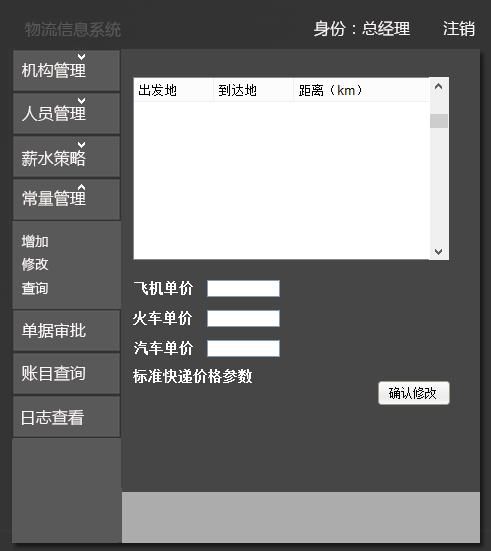 物流信息系统
身份：总经理 注销
机构管理
人员管理
薪水策略
常量管理
增加
修改
查询
单据审批
账目查询
日志查看
出发地 到达地 距离（km）
飞机单价
火车单价
汽车单价
标准快递价格参数
确认修改